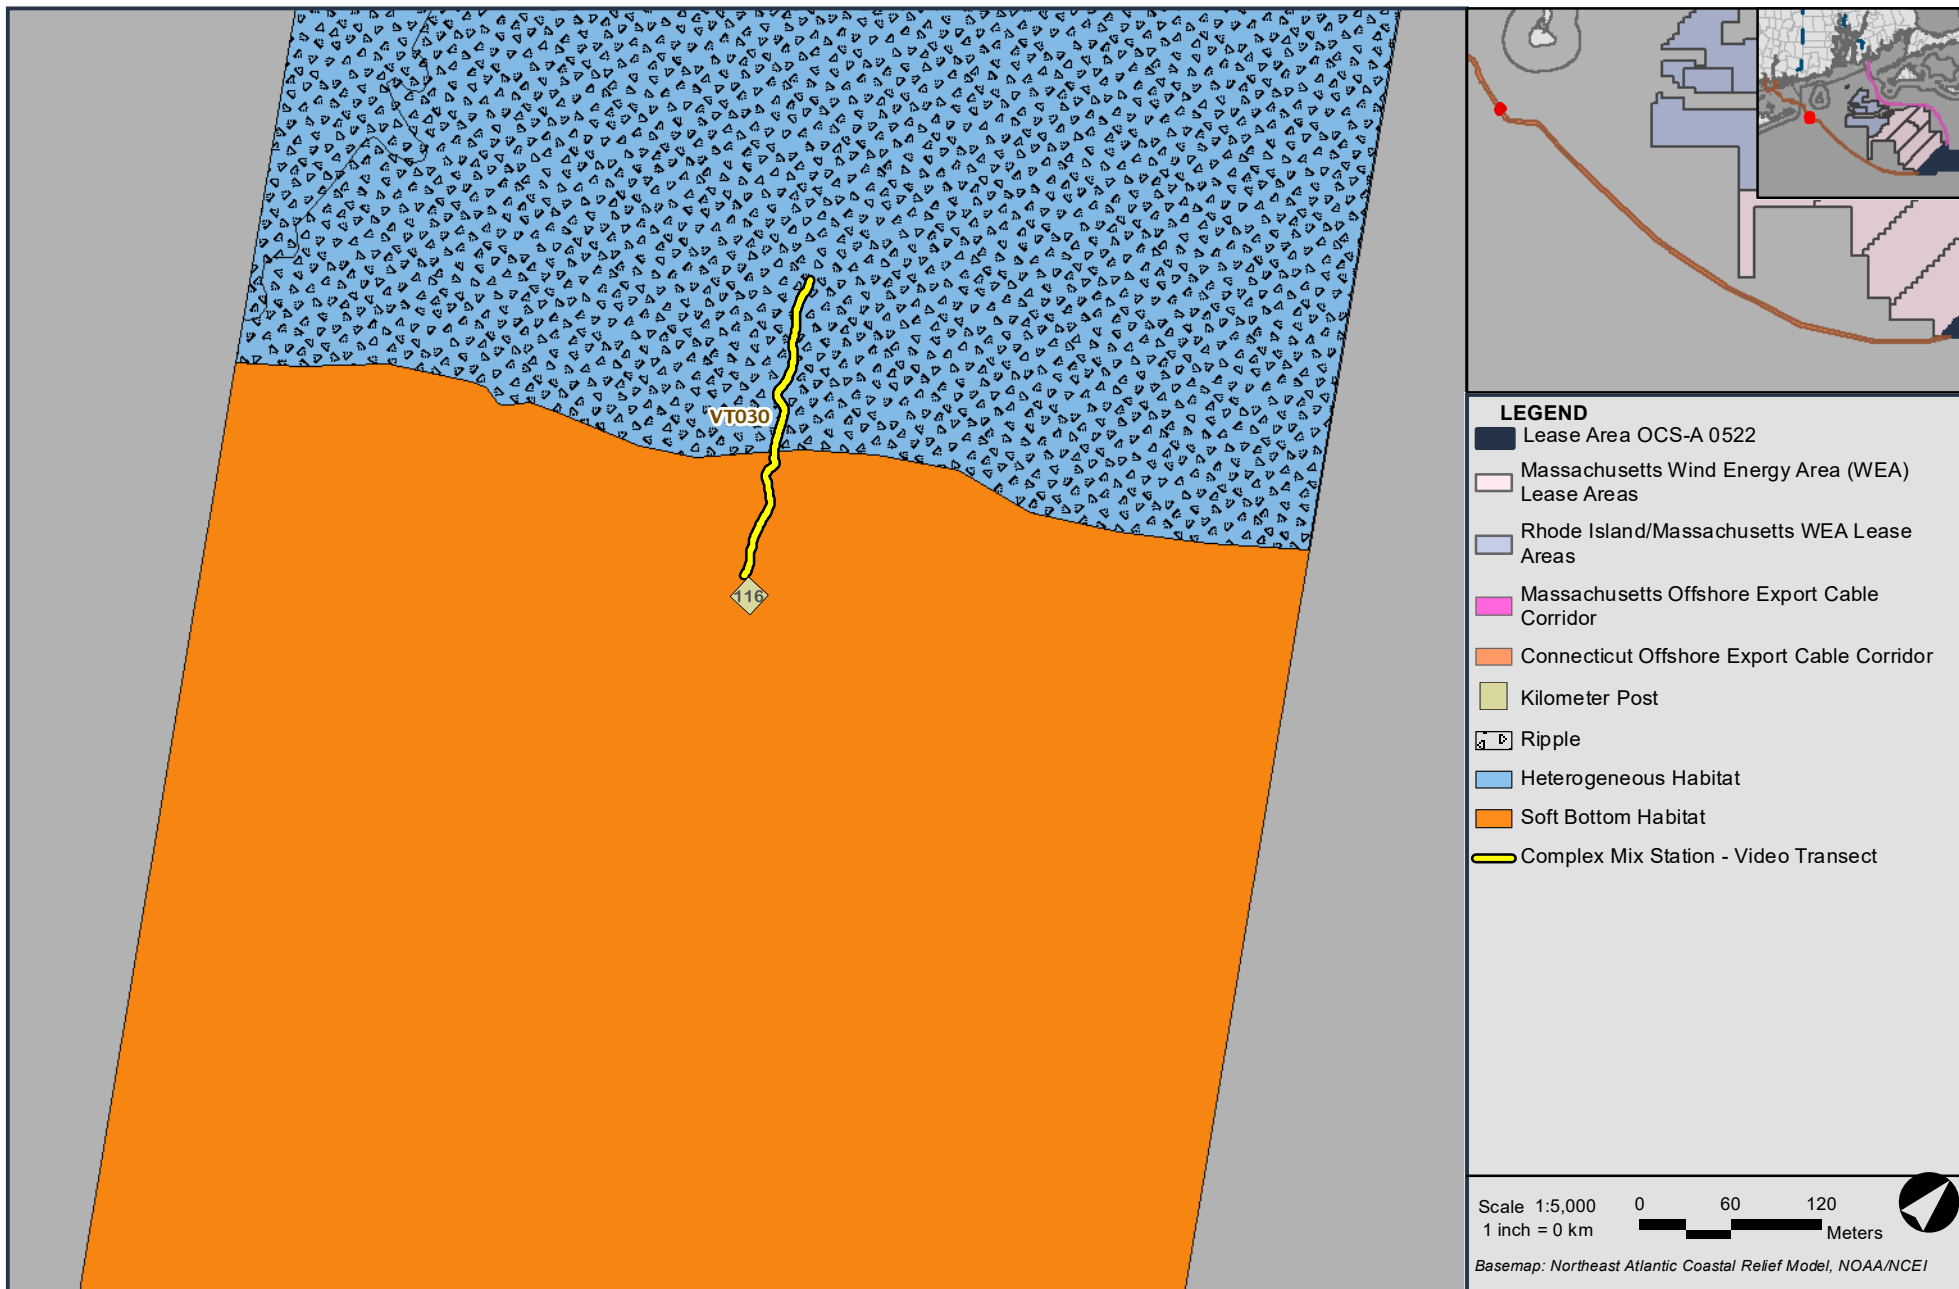 VT030
116
LEGEND
Lease Area OCS-A 0522
Massachusetts Wind Energy Area (WEA)
Lease Areas
Rhode Island/Massachusetts WEA Lease
Areas
Massachusetts Offshore Export Cable
Corridor
Connecticut Offshore Export Cable Corridor
Kilometer Post
Ripple
Heterogeneous Habitat
Soft Bottom Habitat
Complex Mix Station - Video Transect
Scale 1:5,000
1 inch = 0 km
0 60 120
Meters
Basemap: Northeast Atlantic Coastal Relief Model, NOAA/NCEI